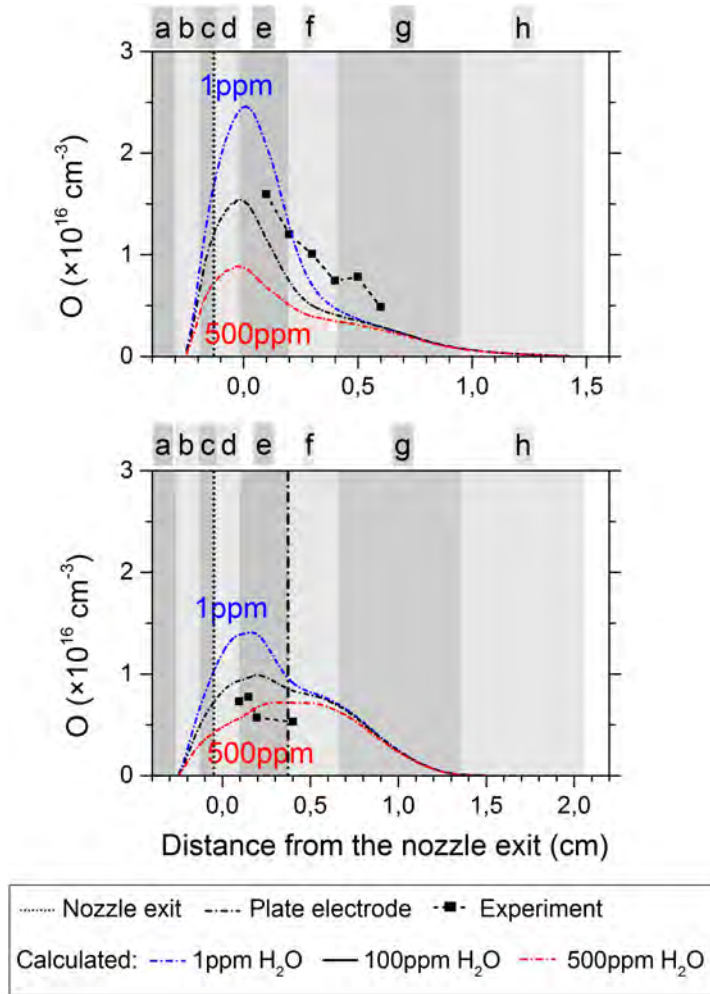 a b c d e f g h
3
2
1
0
O (×10¹⁶ cm⁻³)
1ppm
500ppm
0,0 0,5 1,0 1,5
a b c d e f g h
3
2
1
0
O (×10¹⁶ cm⁻³)
1ppm
500ppm
0,0 0,5 1,0 1,5 2,0
Distance from the nozzle exit (cm)
Nozzle exit Plate electrode Experiment
Calculated: 1ppm H₂O 100ppm H₂O 500ppm H₂O